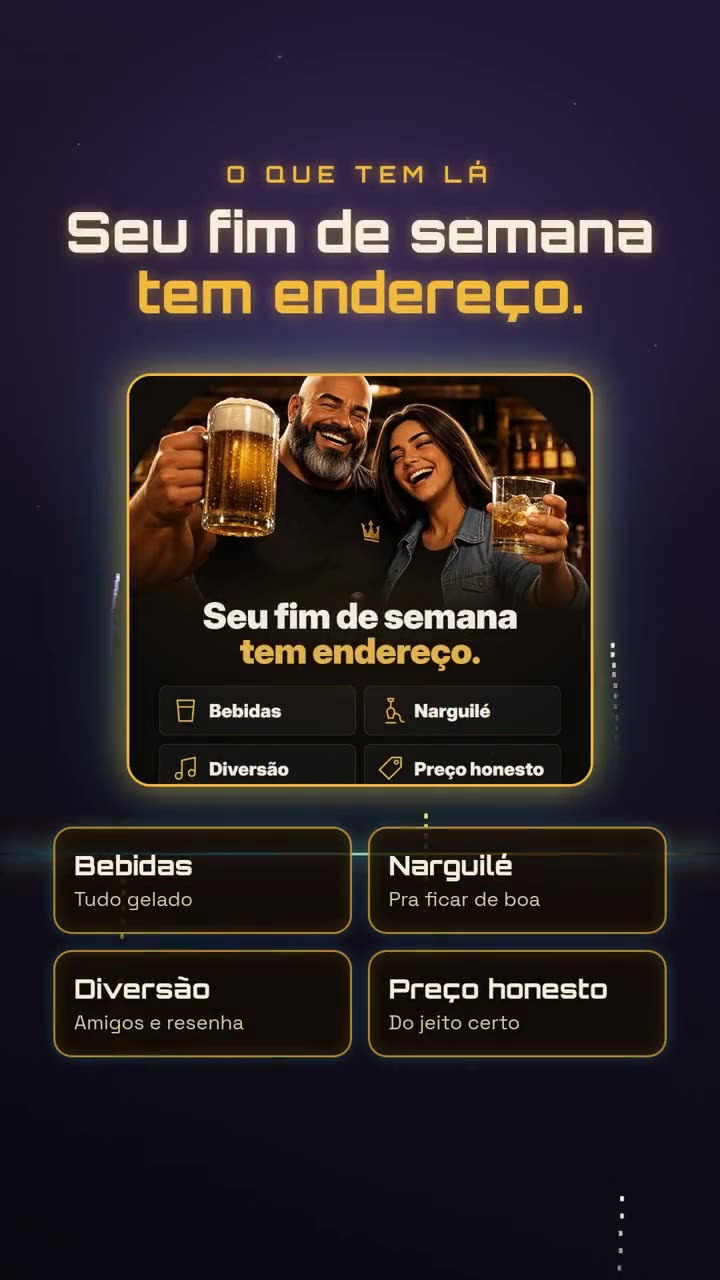 O QUE TEM LÁ
Seu fim de semana
tem endereço.
Seu fim de semana
tem endereço.
Bebidas
Narguilé
Diversão
Preço honesto
Bebidas
Tudo gelado
Narguilé
Pra ficar de boa
Diversão
Amigos e resenha
Preço honesto
Do jeito certo